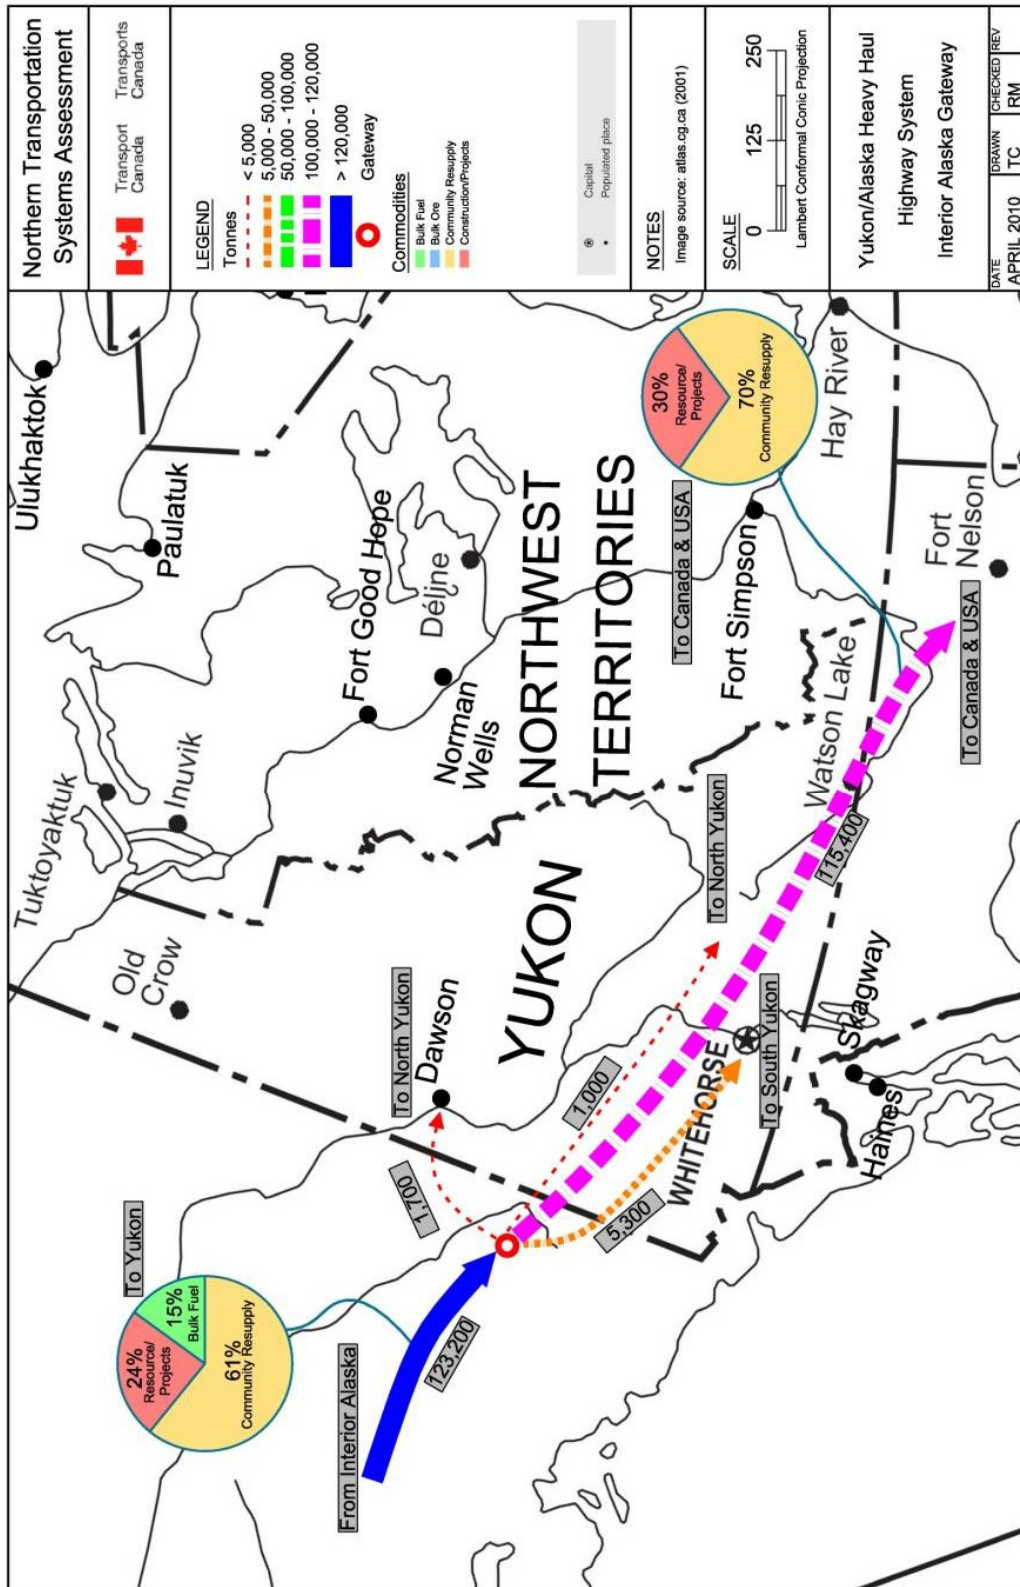 Northern Transportation
Systems Assessment
Transport
Canada
Transports
Canada
LEGEND
Tonnes
< 5,000
5,000 - 50,000
50,000 - 100,000
100,000 - 120,000
> 120,000
Gateway
Commodities
Bulk Fuel
Bulk Ore
Community Resupply
Construction/Projects
Capital
Populated place
NOTES
Image source: atlas.cg.ca (2001)
SCALE
0 125 250
Lambert Conformal Conic Projection
Yukon/Alaska Heavy Haul
Highway System
Interior Alaska Gateway
DATE
APRIL 2010
DRAWN
TC
CHECKED
RM
REV
Ulukhaktok
Paulatuk
Tuktoyaktuk
Inuvik
Old
Crow
Fort Good Hope
Déljne
Norman
Wells
NORTHWEST
TERRITORIES
YUKON
Dawson
To North Yukon
To Yukon
24%
Resource/
Projects
15%
Bulk Fuel
61%
Community Resupply
From Interior Alaska
123,200
1,700
1,000
5,300
To North Yukon
WHITEHORSE
To South Yukon
Haines
Skagway
115,400
Watson Lake
Fort Simpson
To Canada & USA
30%
Resource/
Projects
70%
Community Resupply
Hay River
Fort
Nelson
To Canada & USA